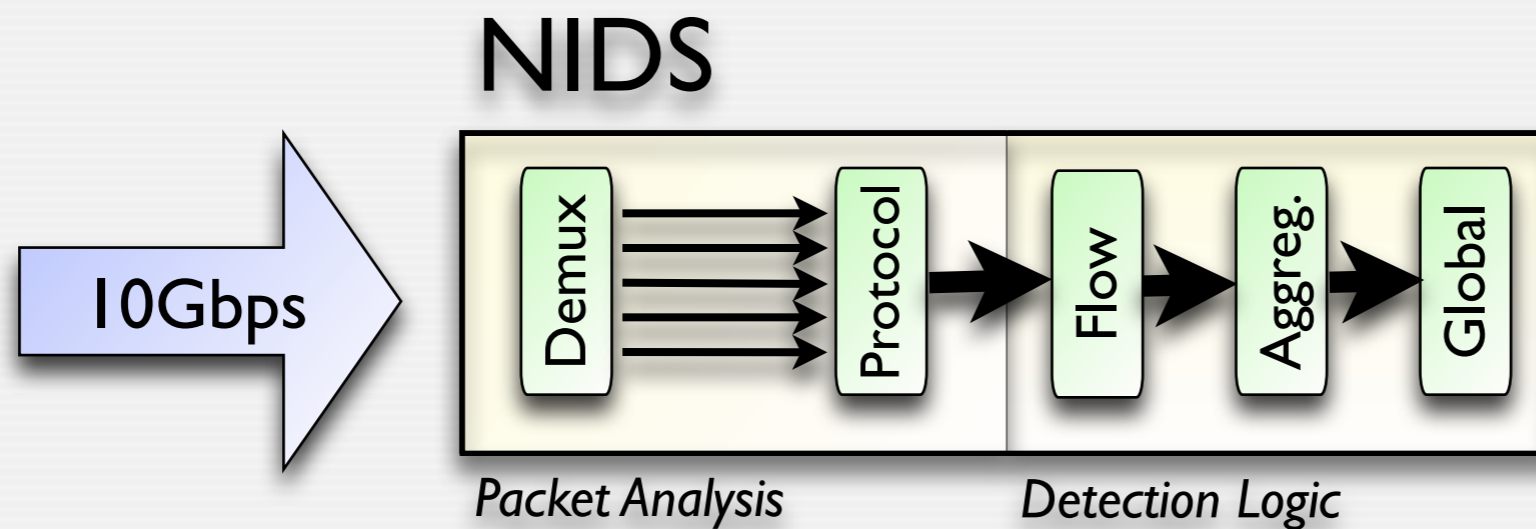 NIDS
10Gbps
Demux
Protocol
Flow
Aggreg.
Global
Packet Analysis
Detection Logic